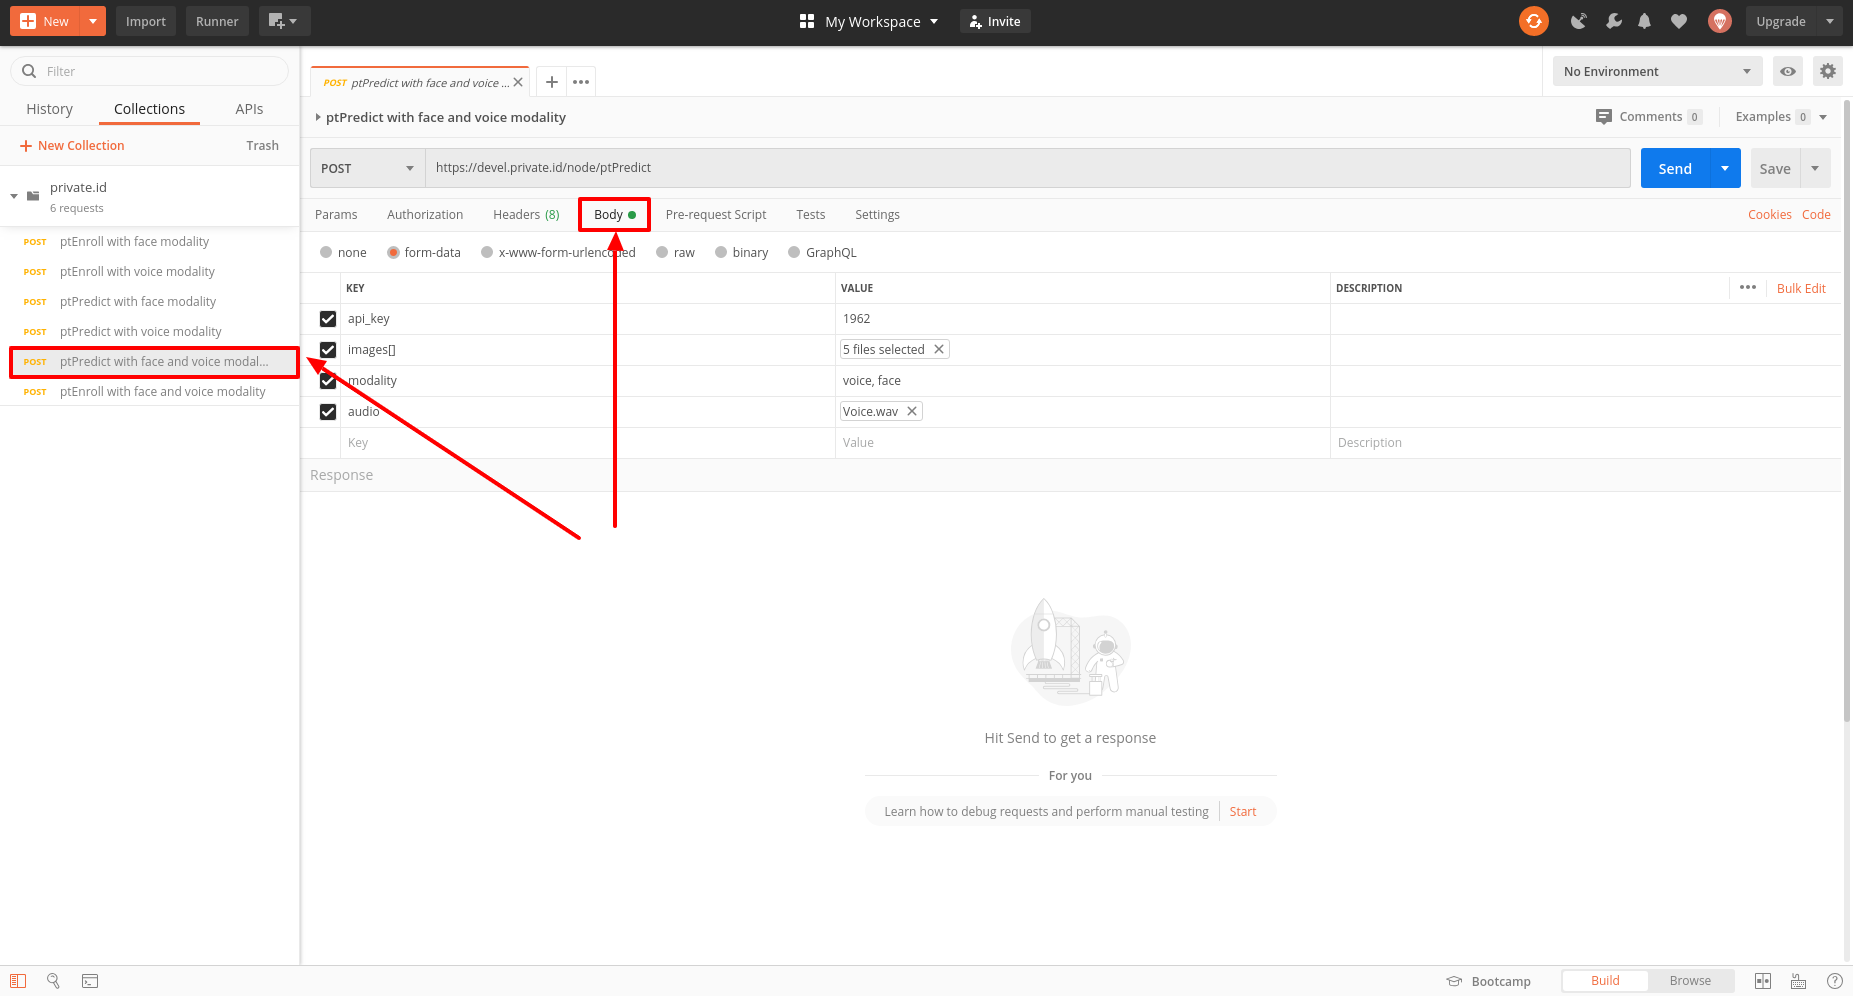 New
Import
Runner
My Workspace
Invite
Upgrade
Filter
History
Collections
APIs
New Collection
Trash
private.id
6 requests
POST ptEnroll with face modality
POST ptEnroll with voice modality
POST ptPredict with face modality
POST ptPredict with voice modality
POST ptPredict with face and voice modal...
POST ptEnroll with face and voice modality
POST ptPredict with face and voice ...
No Environment
ptPredict with face and voice modality
Comments 0
Examples 0
POST
https://devel.private.id/node/ptPredict
Send
Save
Params
Authorization
Headers (8)
Body
Pre-request Script
Tests
Settings
Cookies
Code
none
form-data
x-www-form-urlencoded
raw
binary
GraphQL
KEY
VALUE
DESCRIPTION
Bulk Edit
api_key
1962
images[]
5 files selected
modality
voice, face
audio
Voice.wav
Key
Value
Description
Response
Hit Send to get a response
For you
Learn how to debug requests and perform manual testing
Start
Bootcamp
Build
Browse